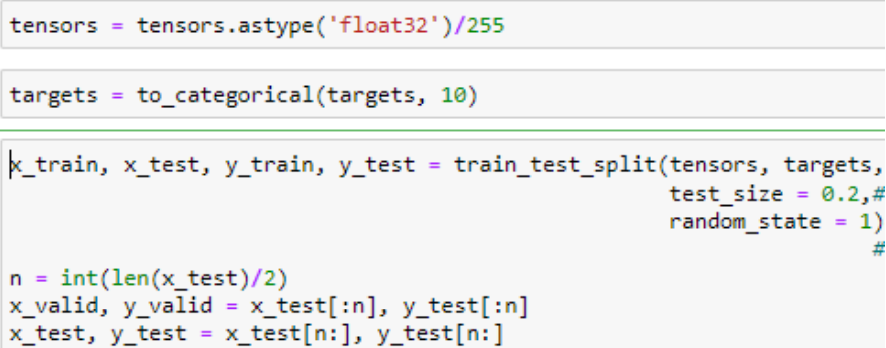 tensors = tensors.astype('float32')/255
targets = to_categorical(targets, 10)
x_train, x_test, y_train, y_test = train_test_split(tensors, targets,
test_size = 0.2,#
random_state = 1)
#
n = int(len(x_test)/2)
x_valid, y_valid = x_test[:n], y_test[:n]
x_test, y_test = x_test[n:], y_test[n:]